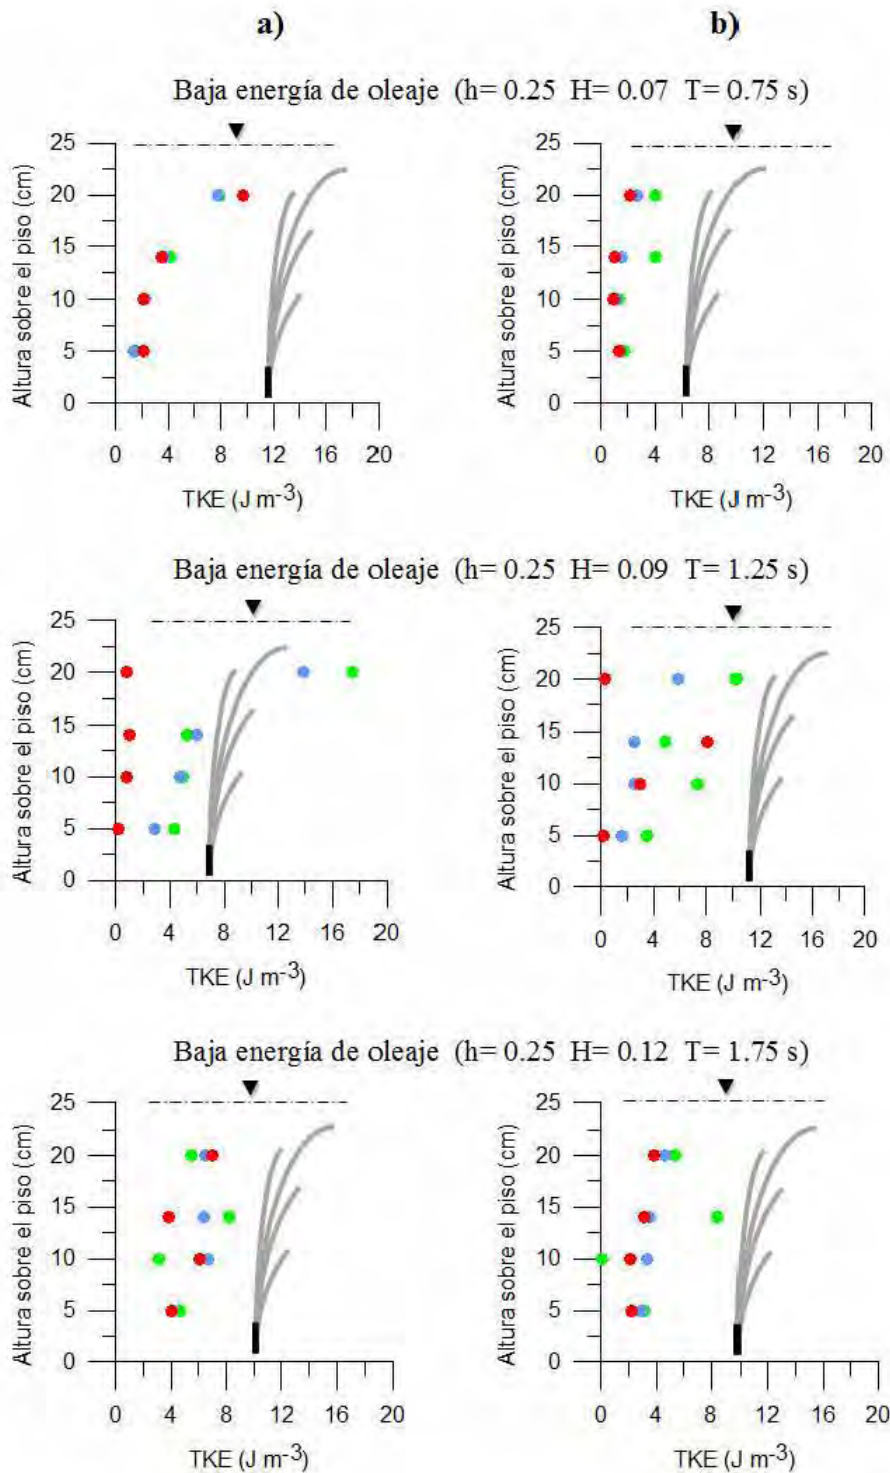 a) b)
Baja energía de oleaje (h= 0.25 H= 0.07 T= 0.75 s)
Altura sobre el piso (cm)
25
20
15
10
5
0
0 4 8 12 16 20
TKE (J m-3)
Altura sobre el piso (cm)
25
20
15
10
5
0
0 4 8 12 16 20
TKE (J m-3)
Baja energía de oleaje (h= 0.25 H= 0.09 T= 1.25 s)
Altura sobre el piso (cm)
25
20
15
10
5
0
0 4 8 12 16 20
TKE (J m-3)
Altura sobre el piso (cm)
25
20
15
10
5
0
0 4 8 12 16 20
TKE (J m-3)
Baja energía de oleaje (h= 0.25 H= 0.12 T= 1.75 s)
Altura sobre el piso (cm)
25
20
15
10
5
0
0 4 8 12 16 20
TKE (J m-3)
Altura sobre el piso (cm)
25
20
15
10
5
0
0 4 8 12 16 20
TKE (J m-3)